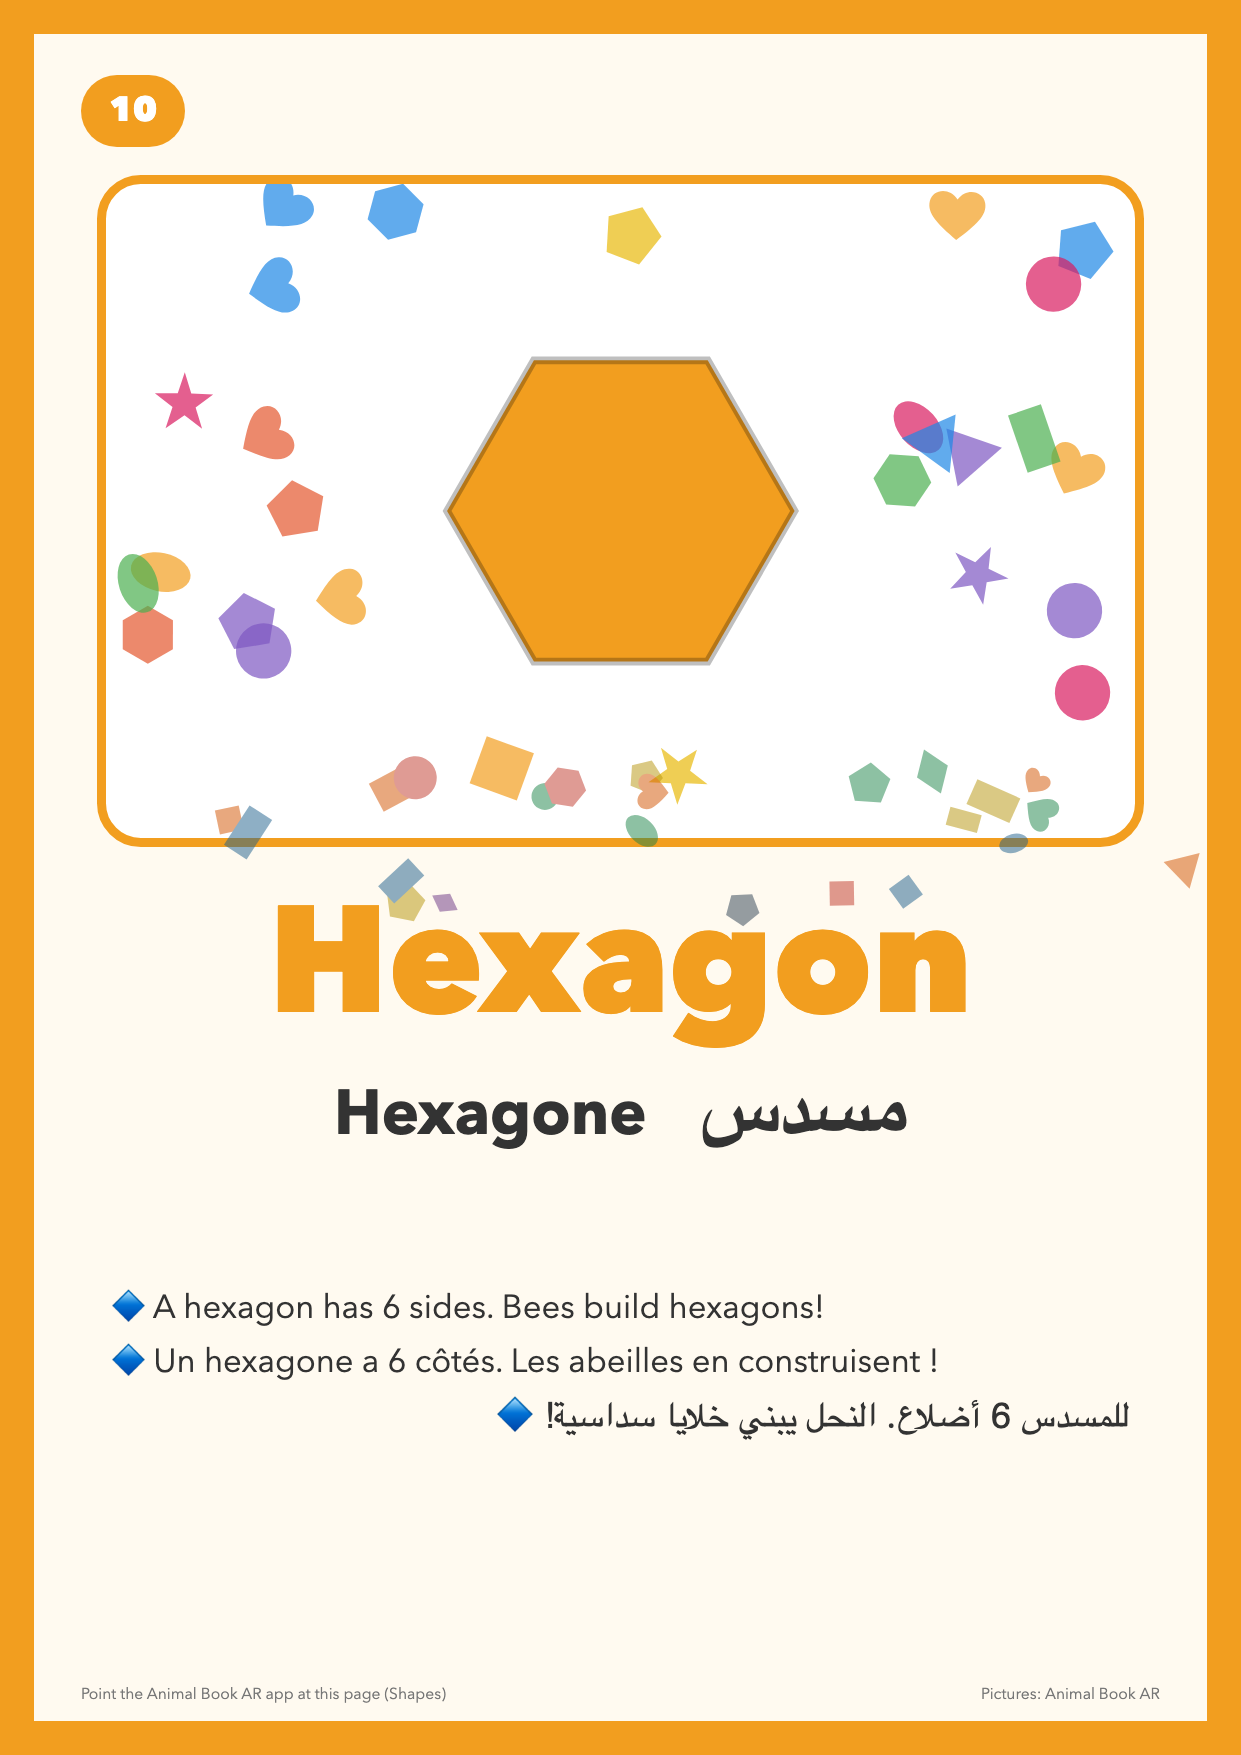 10
Hexagon
Hexagone مسدس
🔷 A hexagon has 6 sides. Bees build hexagons!
🔷 Un hexagone a 6 côtés. Les abeilles en construisent !
🔷 للمسدس 6 أضلاع. النحل يبني خلايا سداسية!
Point the Animal Book AR app at this page (Shapes)
Pictures: Animal Book AR